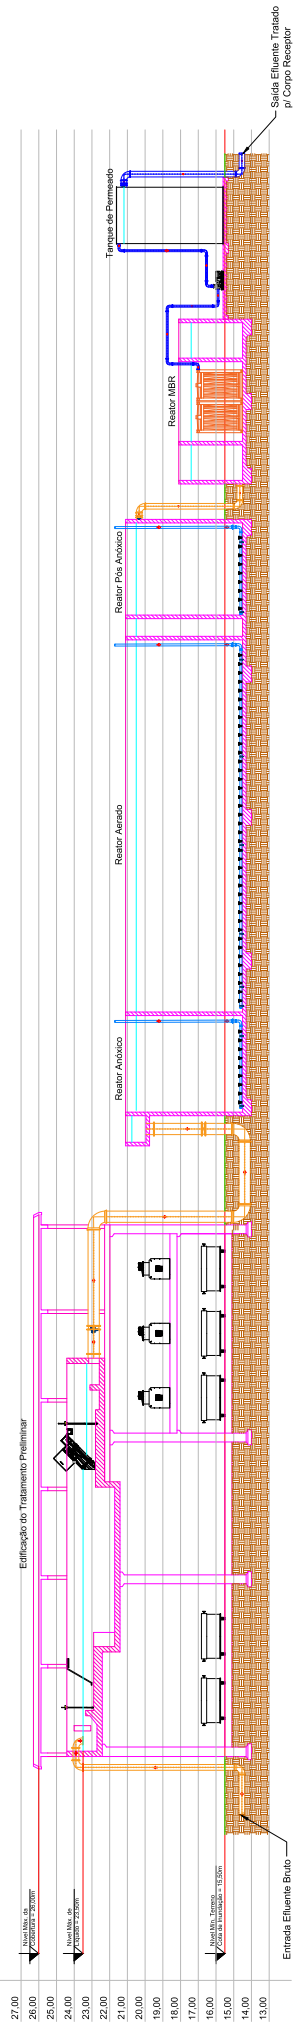 27,00
26,00
25,00
24,00
23,00
22,00
21,00
20,00
19,00
18,00
17,00
16,00
15,00
14,00
13,00
Nível Máx. da
Cobertura = 26,00m
Nível Máx. de
Líquido = 23,50m
Nível Mín. Terreno
Cota de Inundação = 15,50m
Entrada Efluente Bruto
Edificação do Tratamento Preliminar
Reator Anóxico
Reator Aerado
Reator Pós Anóxico
Reator MBR
Tanque de Permeado
Saída Efluente Tratado
p/ Corpo Receptor